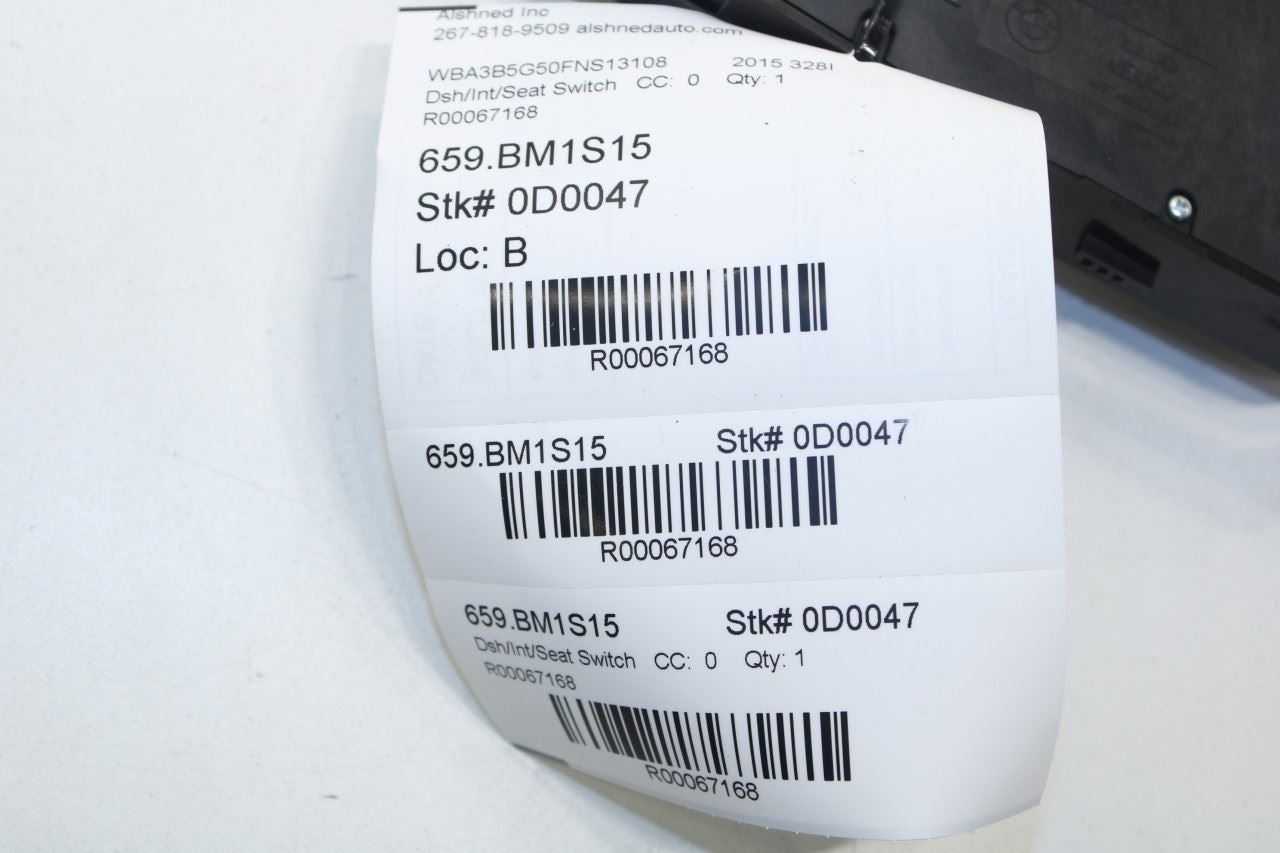 Alshned Inc
267-818-9509 alshnedauto.com
WBA3B5G50FNS13108 2015 328I
Dsh/Int/Seat Switch CC: 0 Qty: 1
R00067168
659.BM1S15
Stk# 0D0047
Loc: B
R00067168
659.BM1S15 Stk# 0D0047
R00067168
659.BM1S15 Stk# 0D0047
Dsh/Int/Seat Switch CC: 0 Qty: 1
R00067168
R00067168